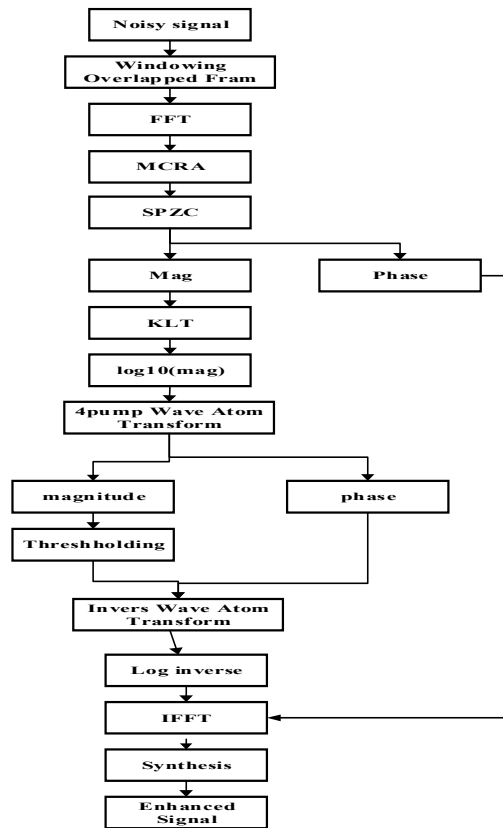 Noisy signal
Windowing
Overlapped Fram
FFT
MCRA
SPZC
Mag
Phase
KLT
log10(mag)
4pump Wave Atom
Transform
magnitude
phase
Threshholding
Invers Wave Atom
Transform
Log inverse
IFFT
Synthesis
Enhanced
Signal